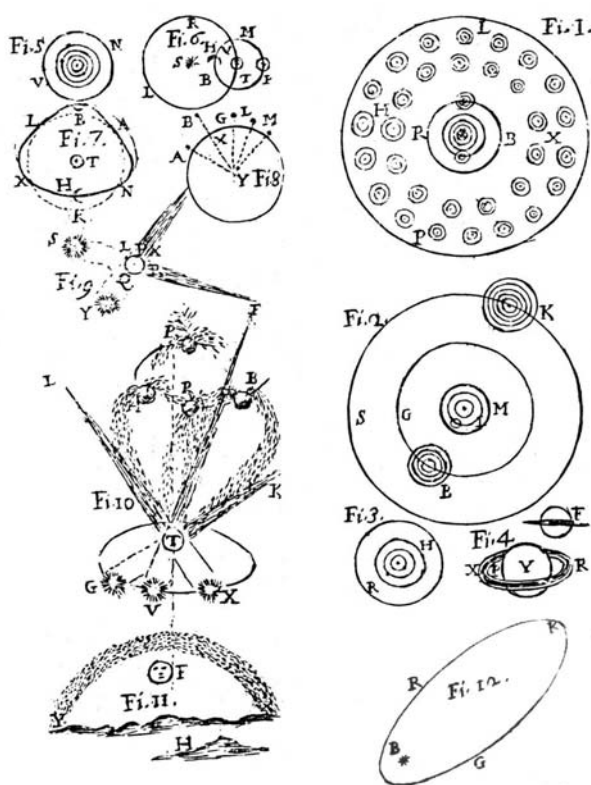 Fi.5 N
V
R
Fi.6. M
S H V
B T P
L
L B A
Fi.7.
T
X H N
R
B G L M
A X
Y Fi.8
S L P X
Q P
Fi.9.
Y
F
P
L P B
K
Fi.10
T
G V X
F
Fi.11.
Y
H
L Fi.1.
H
P B X
P
Fi.2. K
S G M
B
Fi.3.
H
R
Fi.4. F
X Y R
R
R Fi.12.
B
G